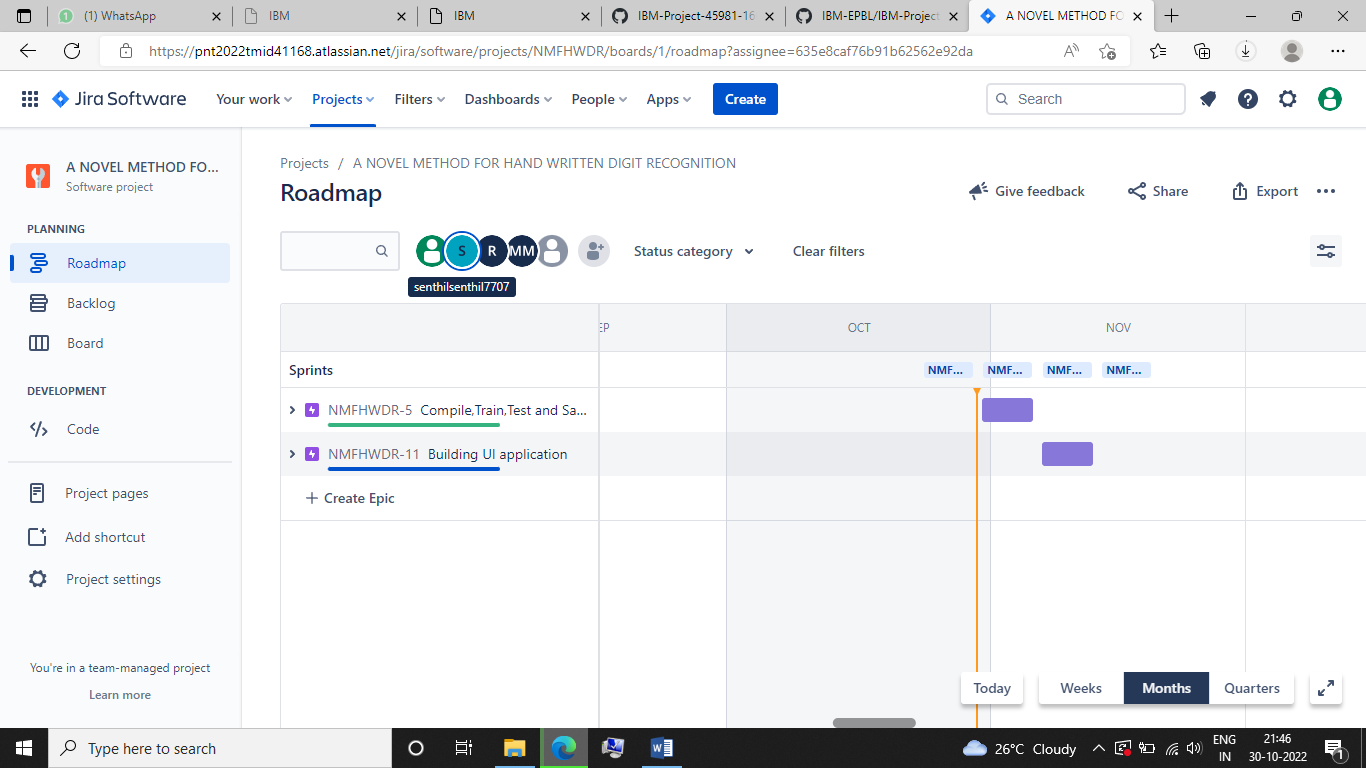 (1) WhatsApp
IBM
IBM
IBM-Project-45981-16
IBM-EPBL/IBM-Project
A NOVEL METHOD FO
https://pnt2022tmid41168.atlassian.net/jira/software/projects/NMFHWDR/boards/1/roadmap?assignee=635e8caf76b91b62562e92da
Jira Software
Your work
Projects
Filters
Dashboards
People
Apps
Create
Search
A NOVEL METHOD FO...
Software project
PLANNING
Roadmap
Backlog
Board
DEVELOPMENT
Code
Project pages
Add shortcut
Project settings
You're in a team-managed project
Learn more
Projects / A NOVEL METHOD FOR HAND WRITTEN DIGIT RECOGNITION
Roadmap
Give feedback
Share
Export
S
R
MM
Status category
Clear filters
senthilsenthil7707
EP
OCT
NOV
Sprints
NMF...
NMF...
NMF...
NMF...
NMFHWDR-5 Compile,Train,Test and Sa...
NMFHWDR-11 Building UI application
+ Create Epic
Today
Weeks
Months
Quarters
Type here to search
26°C Cloudy
ENG
IN
21:46
30-10-2022
1